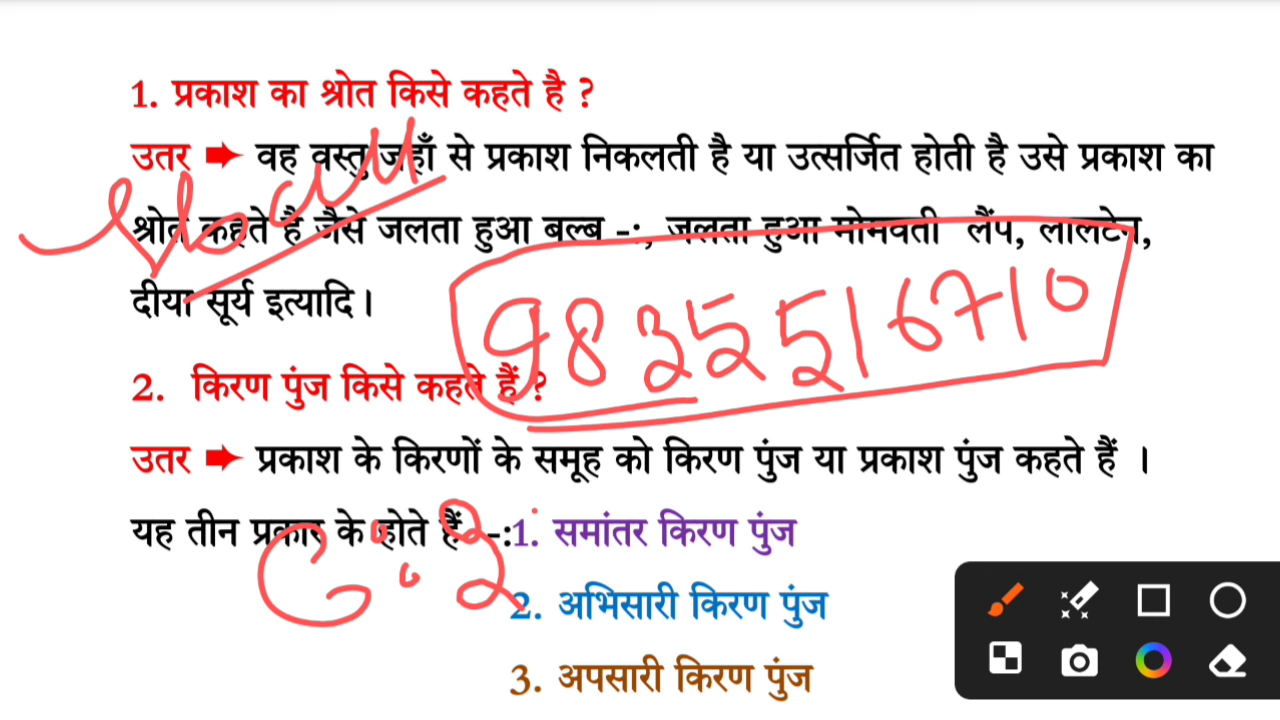 1. प्रकाश का श्रोत किसे कहते है ?
उतर ➨ वह वस्तु जहाँ से प्रकाश निकलती है या उत्सर्जित होती है उसे प्रकाश का
श्रोत कहते है जैसे जलता हुआ बल्ब -:, जलता हुआ मोमवती लैंप, लालटेन,
दीया सूर्य इत्यादि।
9835516710
2. किरण पुंज किसे कहते हैं ?
उतर ➨ प्रकाश के किरणों के समूह को किरण पुंज या प्रकाश पुंज कहते हैं ।
यह तीन प्रकार के होते हैं -:1. समांतर किरण पुंज
2. अभिसारी किरण पुंज
3. अपसारी किरण पुंज